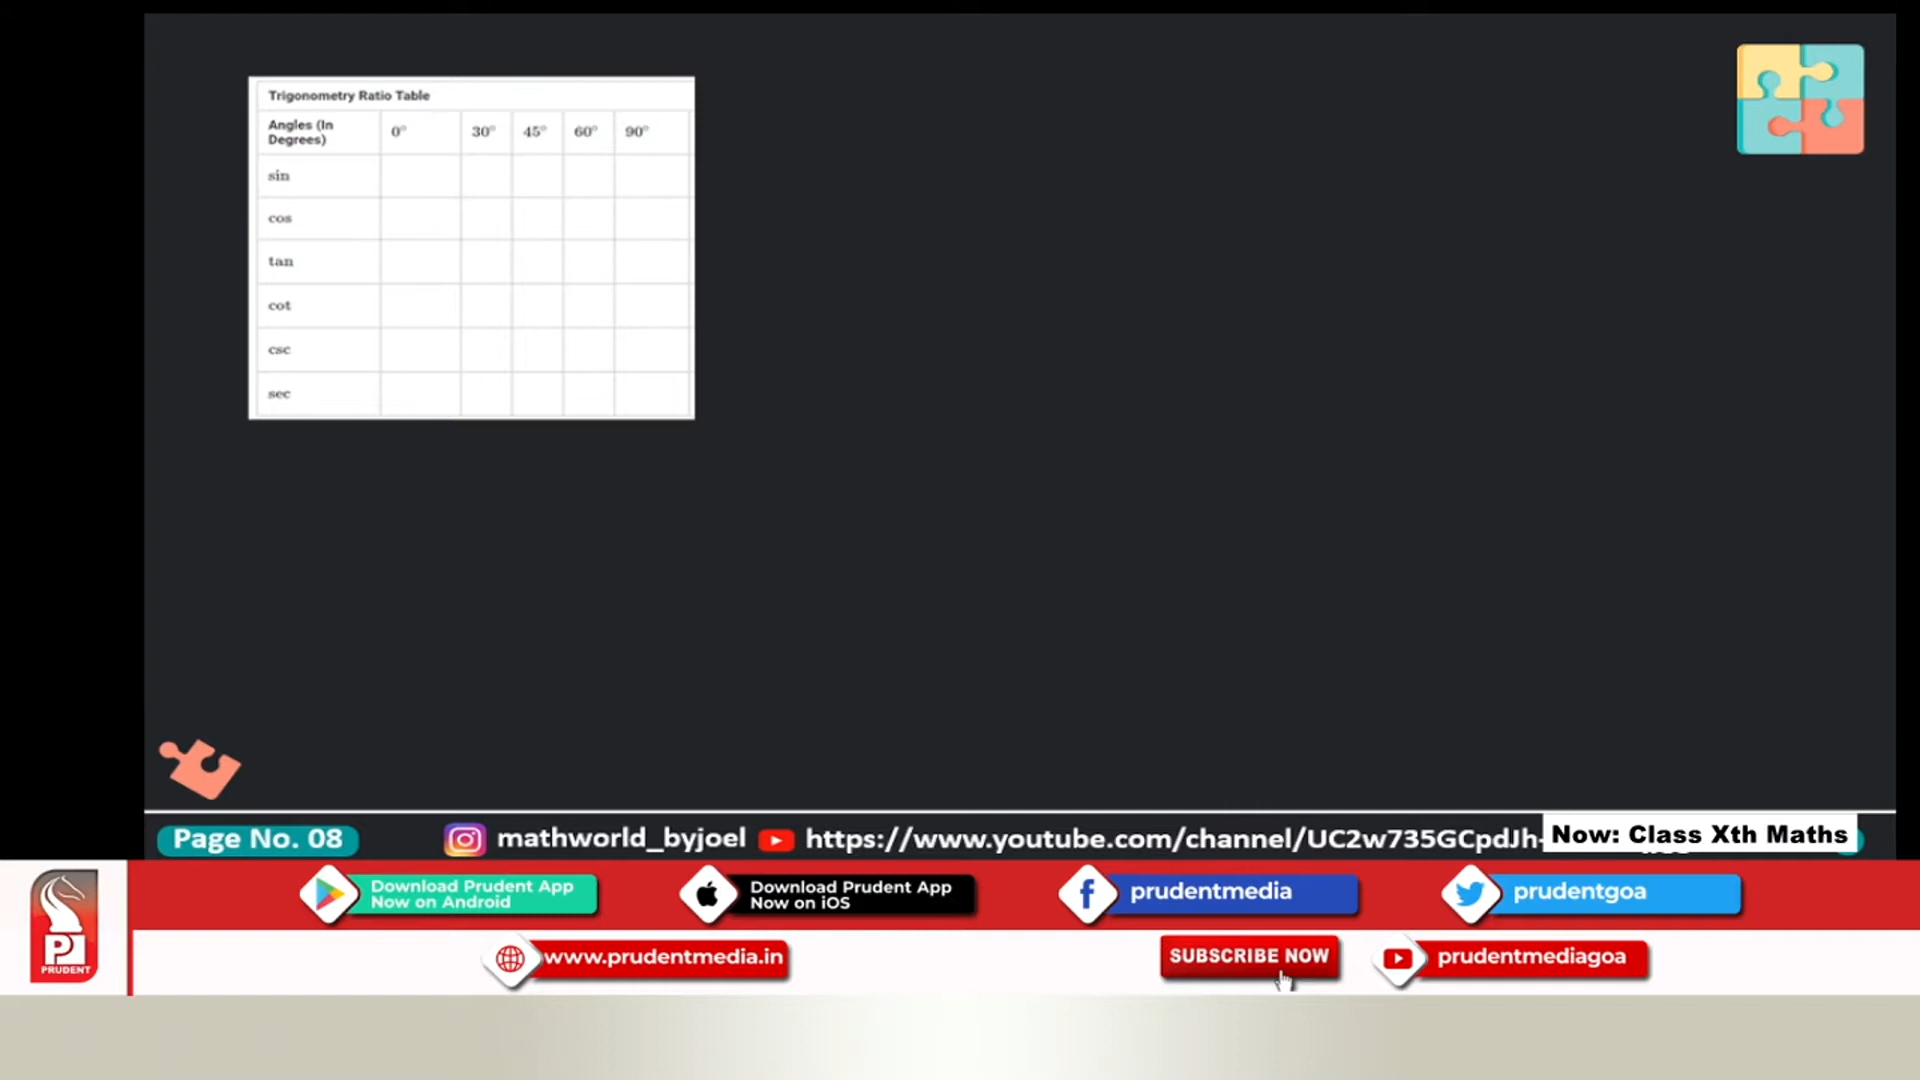 Trigonometry Ratio Table
Angles (In Degrees) 0° 30° 45° 60° 90°
sin
cos
tan
cot
csc
sec
Page No. 08 mathworld_byjoel https://www.youtube.com/channel/UC2w735GCpdJh-
Now: Class Xth Maths
Download Prudent App
Now on Android
Download Prudent App
Now on iOS
prudentmedia
prudentgoa
PRUDENT
www.prudentmedia.in
SUBSCRIBE NOW
prudentmediagoa